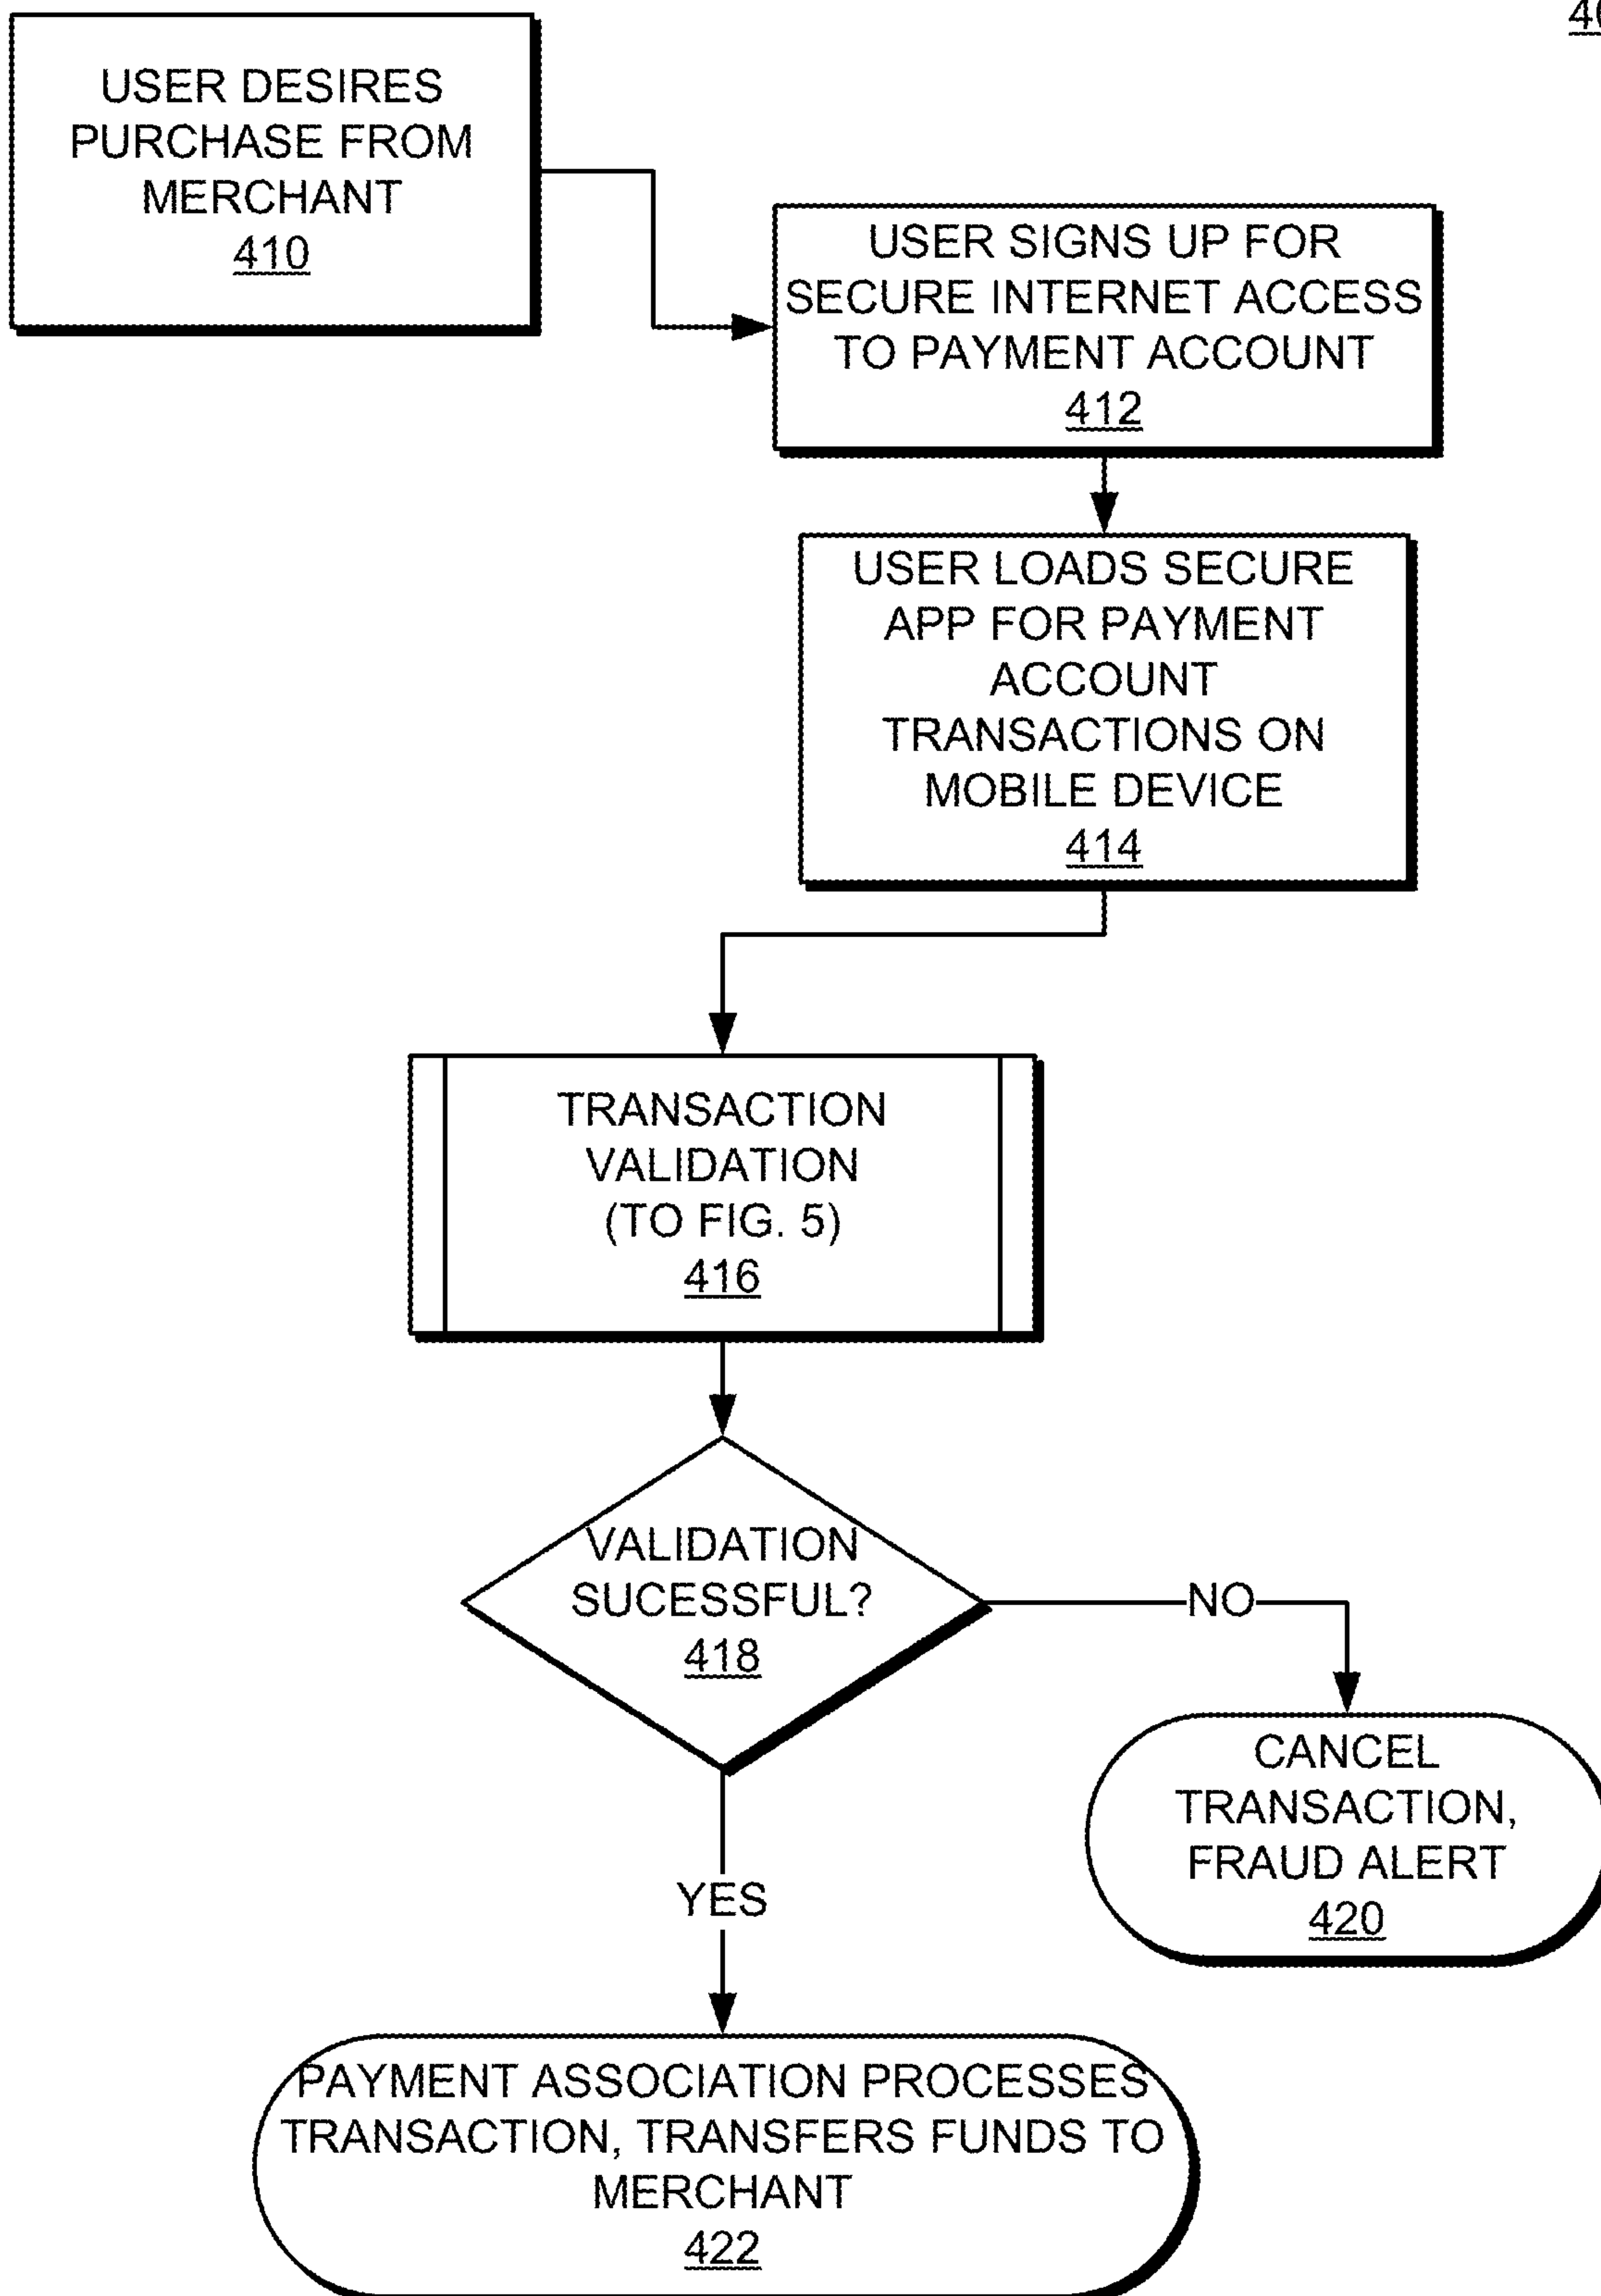 USER DESIRES
PURCHASE FROM
MERCHANT
410
USER SIGNS UP FOR
SECURE INTERNET ACCESS
TO PAYMENT ACCOUNT
412
USER LOADS SECURE
APP FOR PAYMENT
ACCOUNT
TRANSACTIONS ON
MOBILE DEVICE
414
TRANSACTION
VALIDATION
(TO FIG. 5)
416
VALIDATION
SUCESSFUL?
418
NO
CANCEL
TRANSACTION,
FRAUD ALERT
420
YES
PAYMENT ASSOCIATION PROCESSES
TRANSACTION, TRANSFERS FUNDS TO
MERCHANT
422